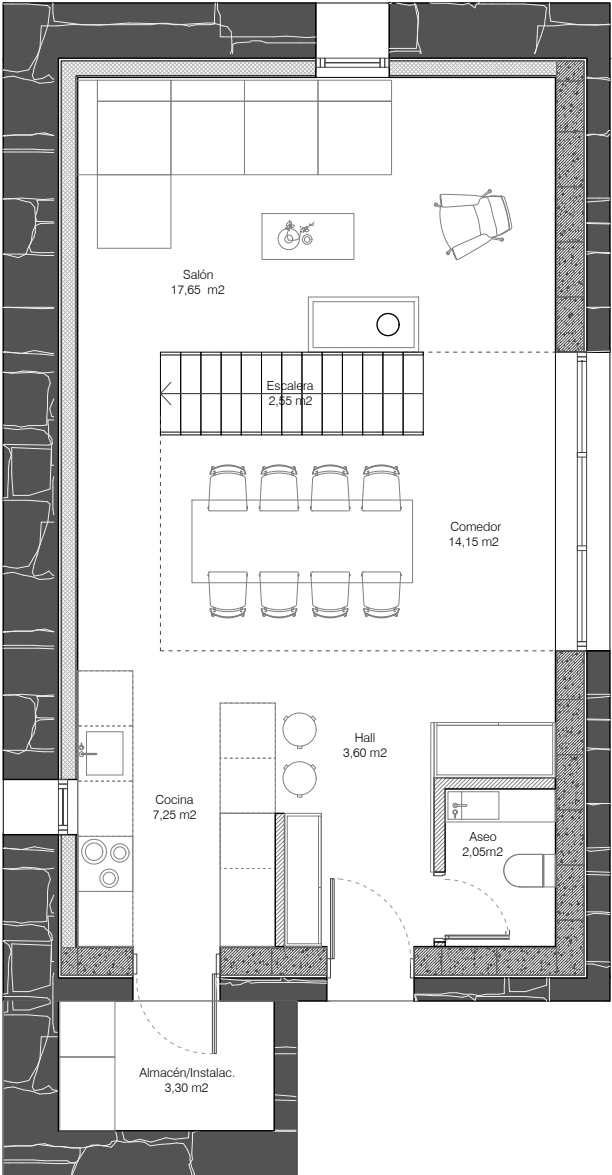 Salón
17,65 m2
Escalera
2,55 m2
Comedor
14,15 m2
Hall
3,60 m2
Cocina
7,25 m2
Aseo
2,05m2
Almacén/Instalac.
3,30 m2